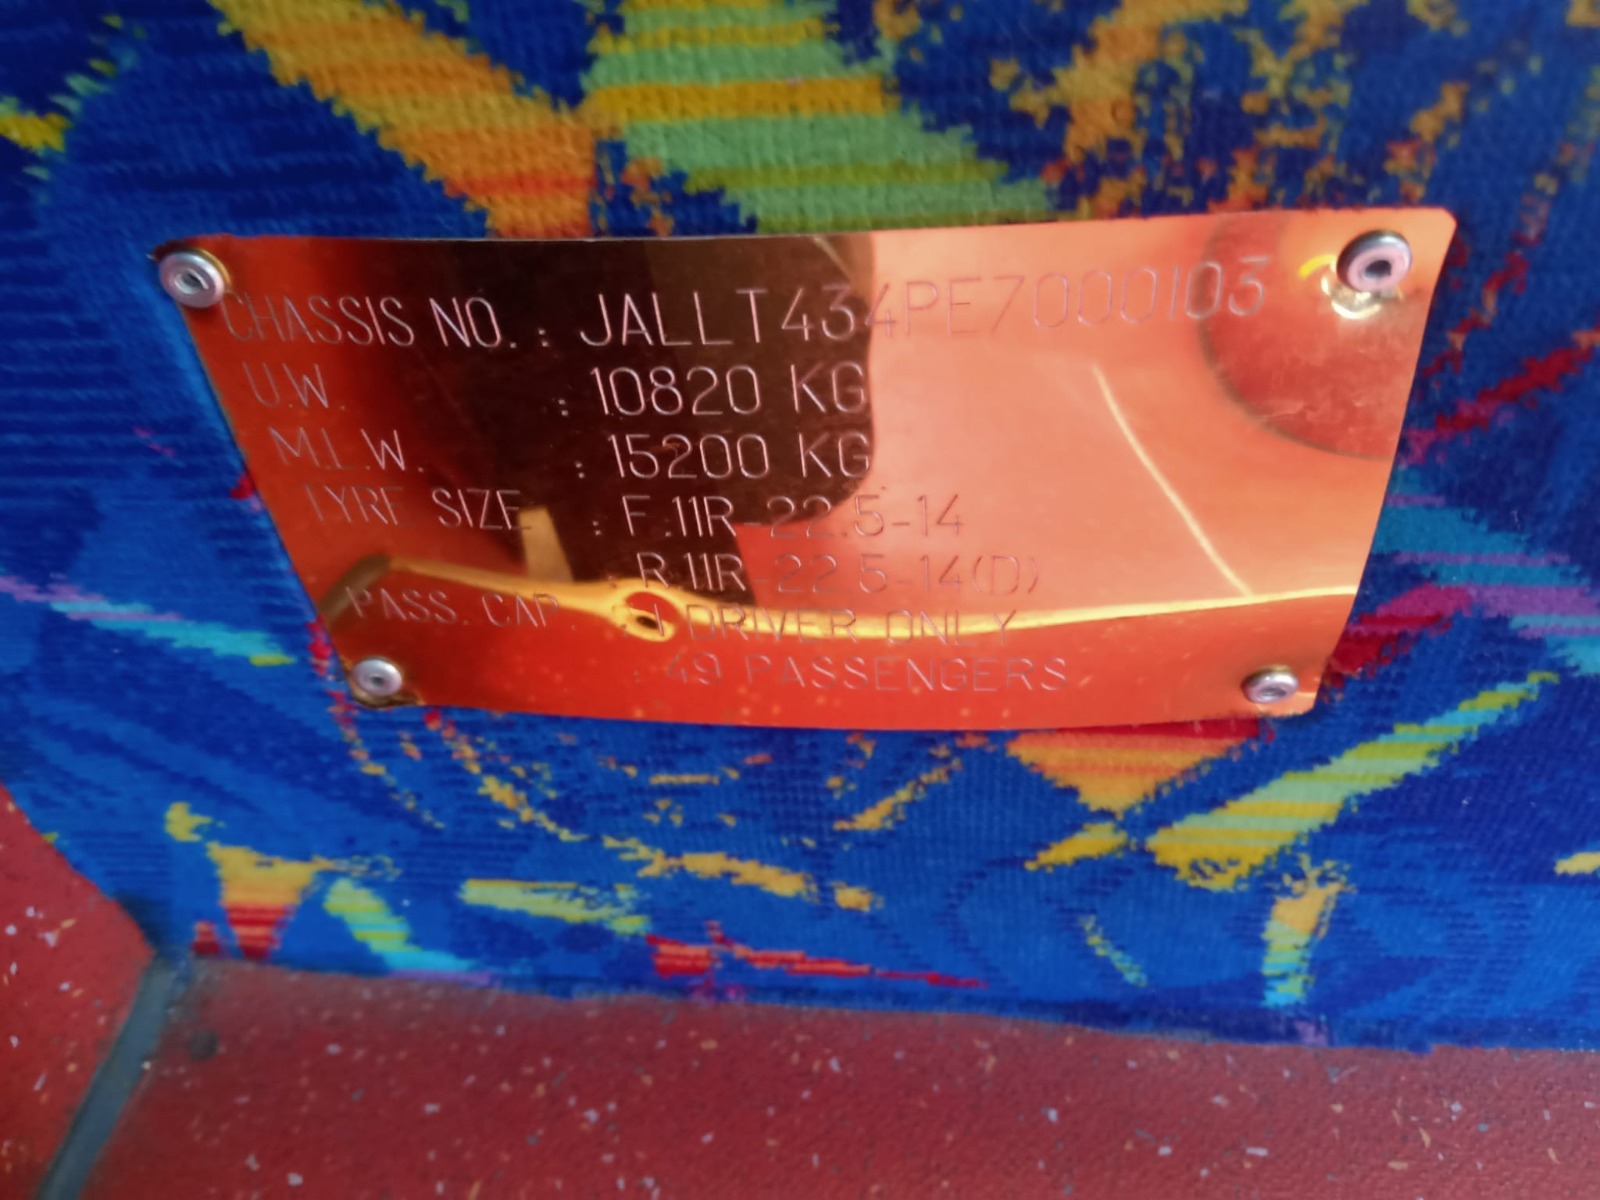 CHASSIS NO. : JALLT434PE7000103
U.W. : 10820 KG
M.L.W. : 15200 KG
TYRE SIZE : F.11R-22.5-14
: R.11R-22.5-14(D)
PASS. CAP. : 1 DRIVER ONLY
: 49 PASSENGERS